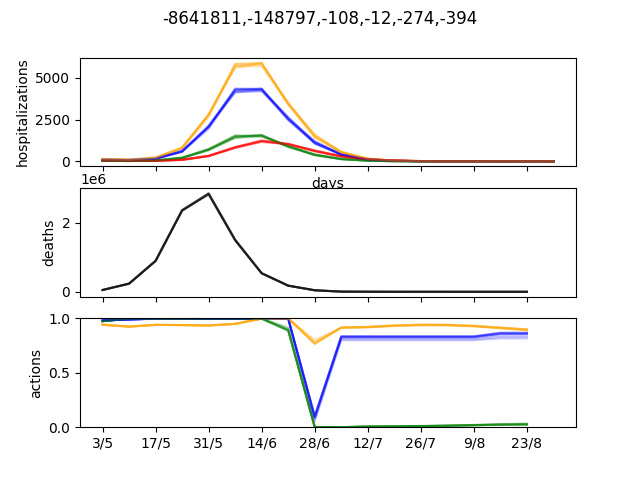 -8641811,-148797,-108,-12,-274,-394
hospitalizations
5000
2500
0
days
1e6
deaths
2
0
actions
1.0
0.5
0.0
3/5 17/5 31/5 14/6 28/6 12/7 26/7 9/8 23/8